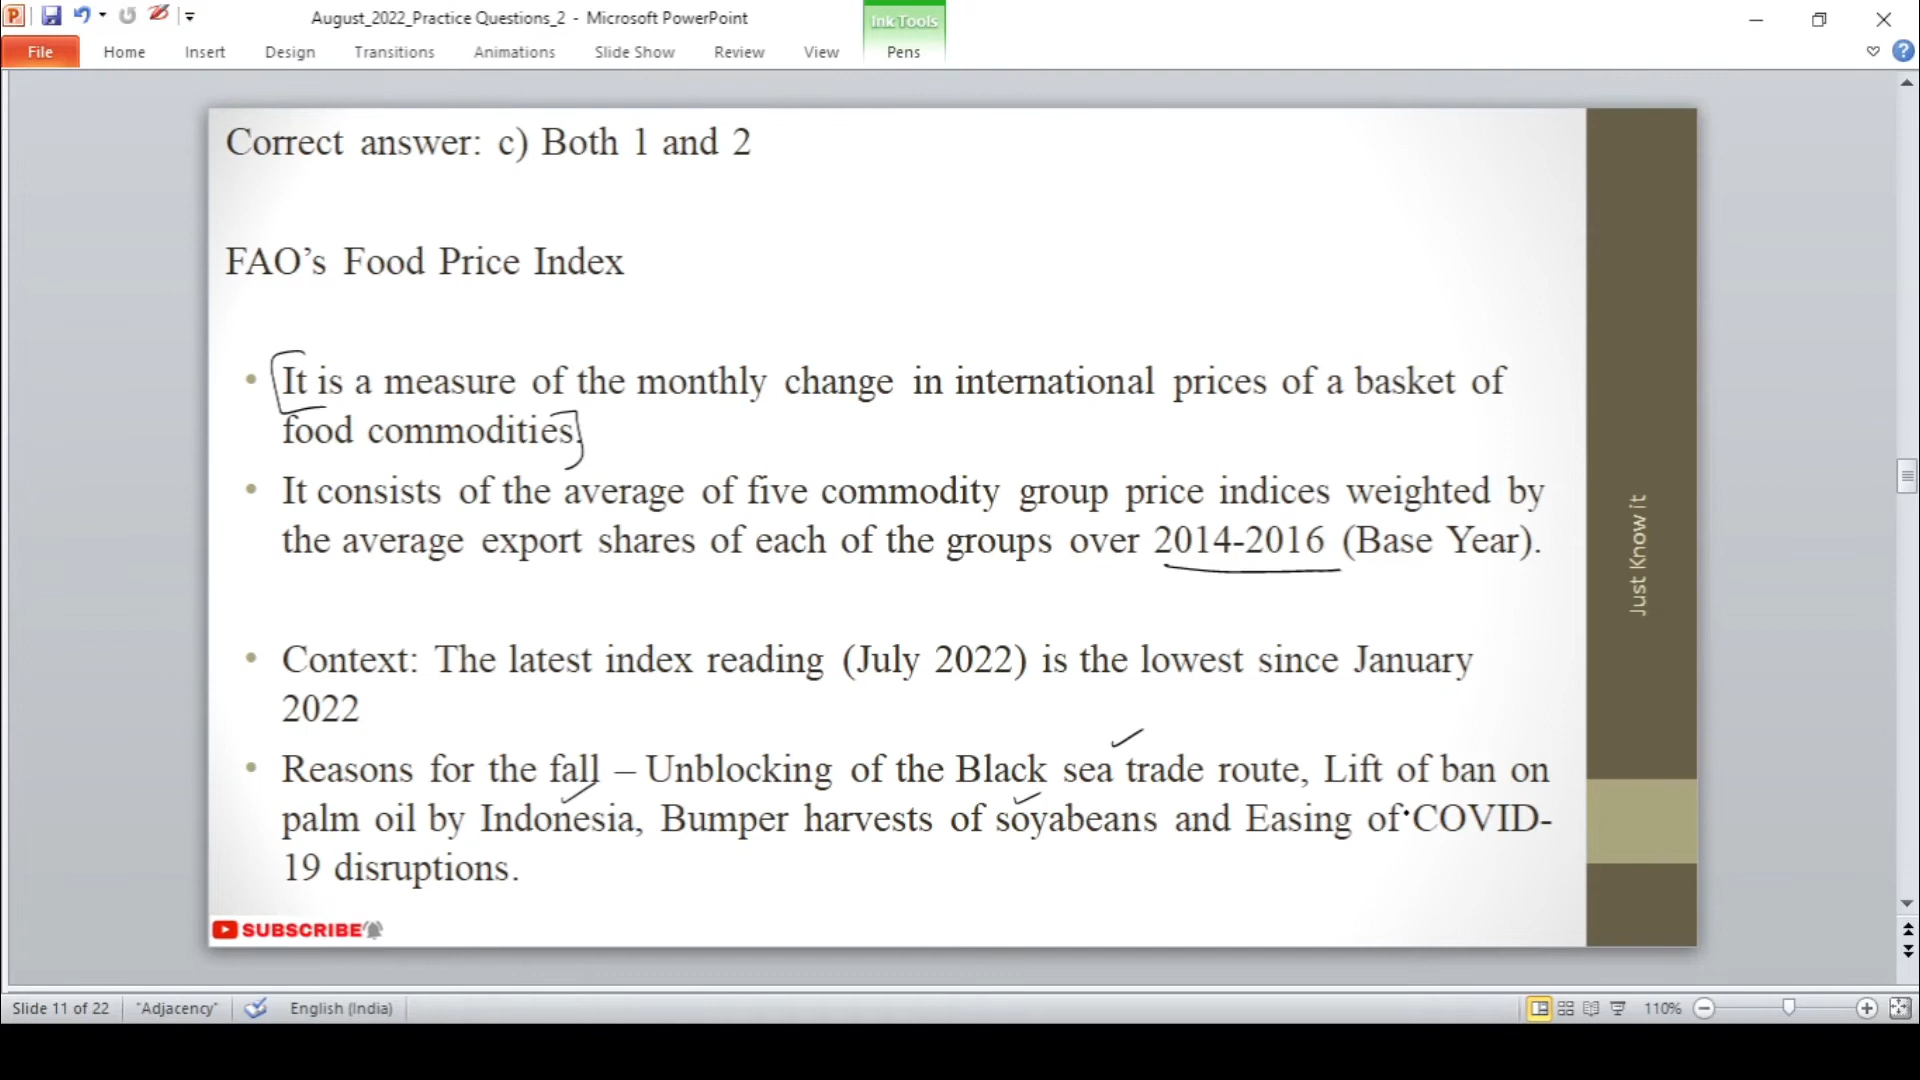 August_2022_Practice Questions_2 - Microsoft PowerPoint
Ink Tools
File Home Insert Design Transitions Animations Slide Show Review View Pens
Correct answer: c) Both 1 and 2
FAO’s Food Price Index
• It is a measure of the monthly change in international prices of a basket of
food commodities.
• It consists of the average of five commodity group price indices weighted by
the average export shares of each of the groups over 2014-2016 (Base Year).
• Context: The latest index reading (July 2022) is the lowest since January
2022
• Reasons for the fall – Unblocking of the Black sea trade route, Lift of ban on
palm oil by Indonesia, Bumper harvests of soyabeans and Easing of COVID-
19 disruptions.
Just Know it
SUBSCRIBE
Slide 11 of 22 "Adjacency" English (India) 110%